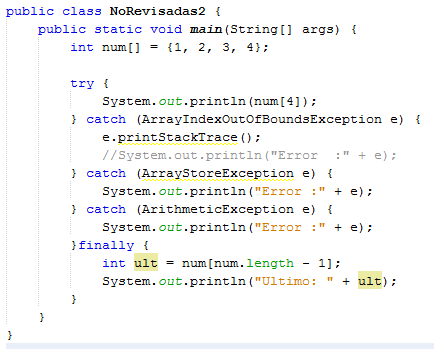 public class NoRevisadas2 {
public static void main(String[] args) {
int num[] = {1, 2, 3, 4};
try {
System.out.println(num[4]);
} catch (ArrayIndexOutOfBoundsException e) {
e.printStackTrace();
//System.out.println("Error  :" + e);
} catch (ArrayStoreException e) {
System.out.println("Error :" + e);
} catch (ArithmeticException e) {
System.out.println("Error :" + e);
}finally {
int ult = num[num.length - 1];
System.out.println("Ultimo: " + ult);
}
}
}